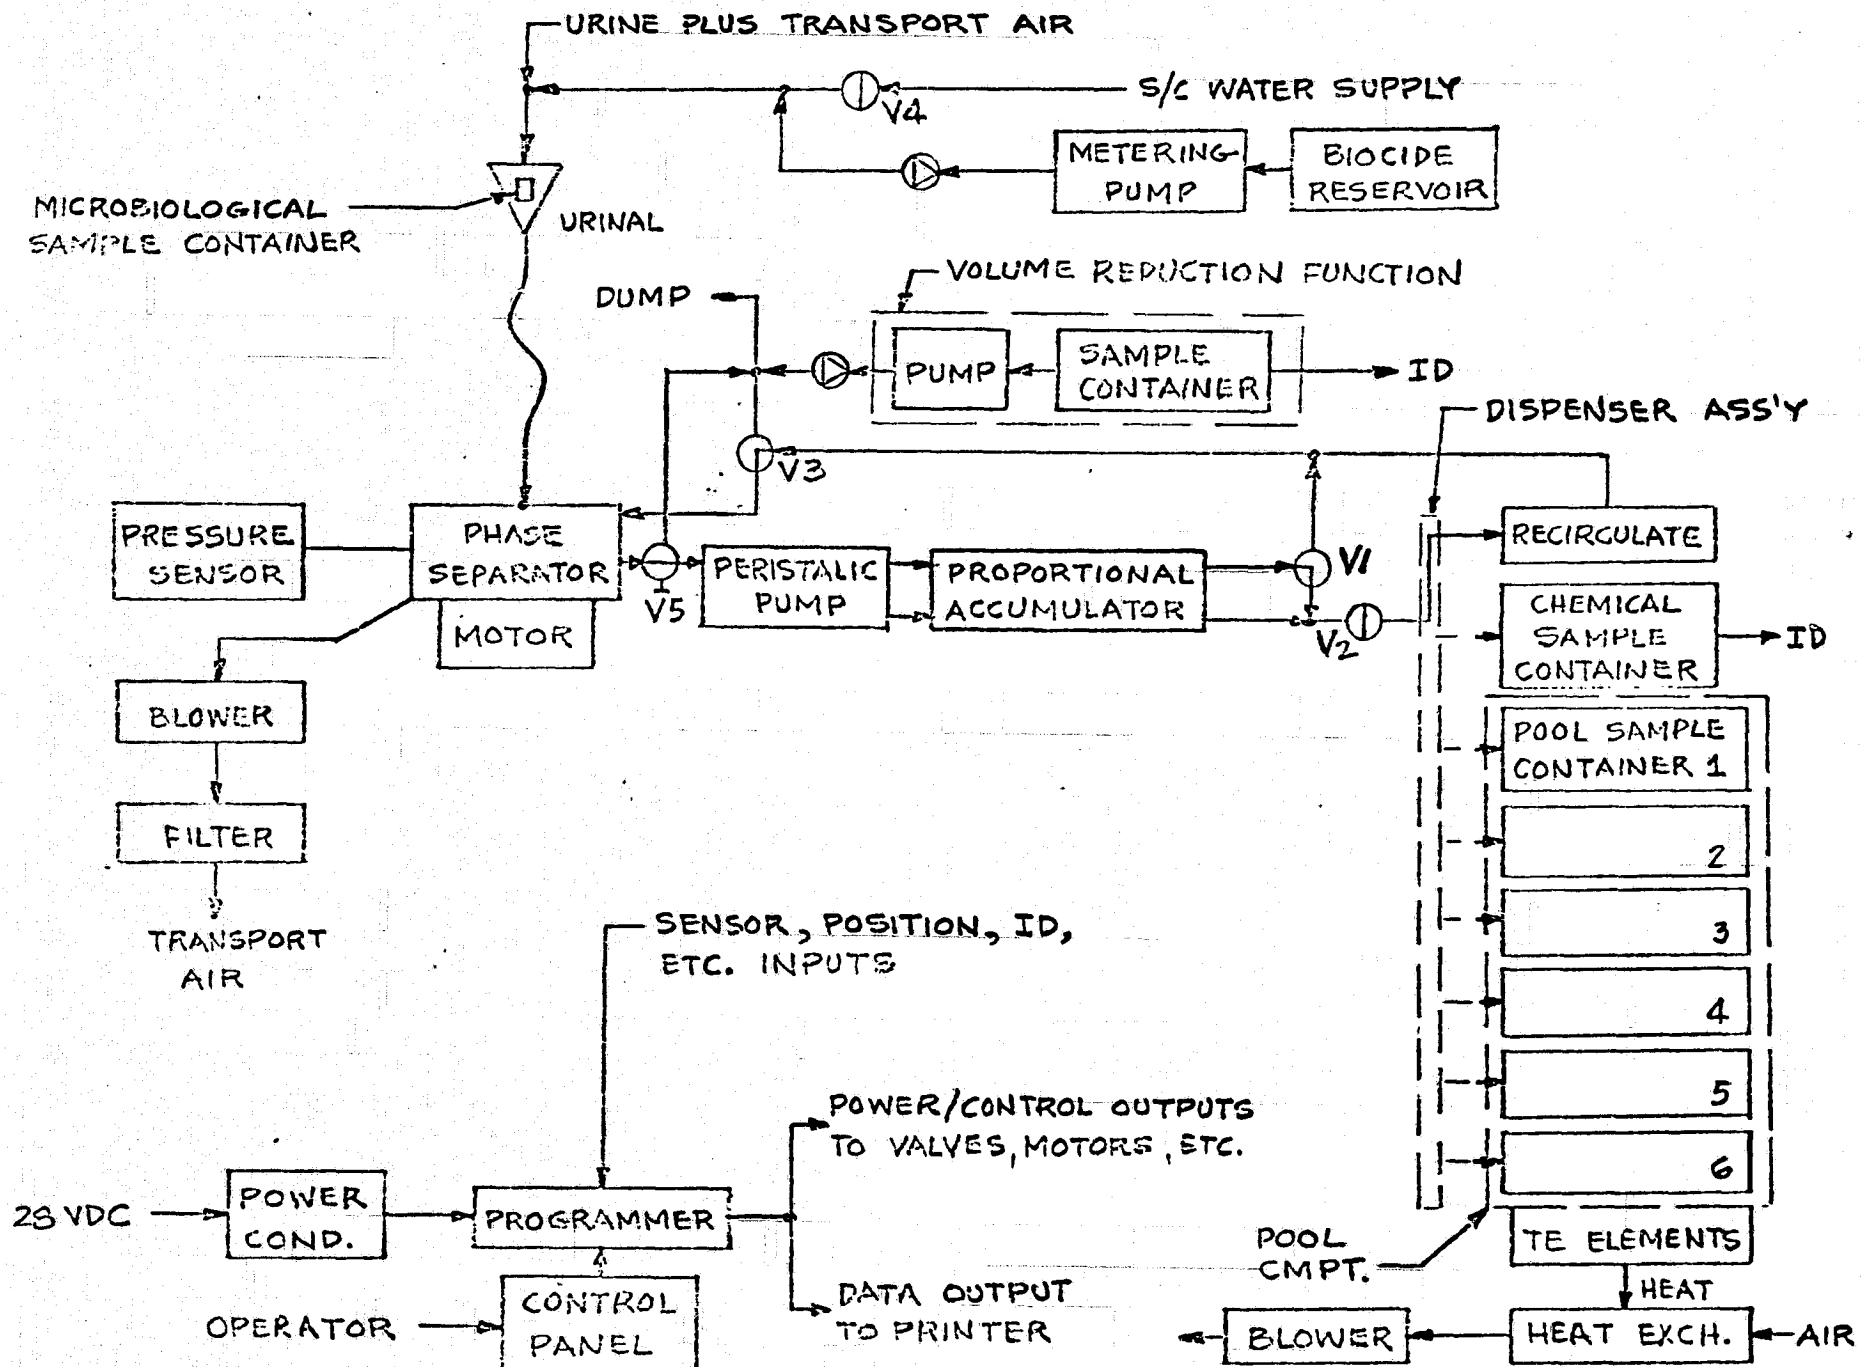 URINE PLUS TRANSPORT AIR
S/C WATER SUPPLY
V4
METERING
PUMP
BIOCIDE
RESERVOIR
MICROBIOLOGICAL
SAMPLE CONTAINER
URINAL
VOLUME REDUCTION FUNCTION
DUMP
PUMP
SAMPLE
CONTAINER
ID
DISPENSER ASS'Y
V3
PRESSURE
SENSOR
PHASE
SEPARATOR
MOTOR
V5
PERISTALIC
PUMP
PROPORTIONAL
ACCUMULATOR
V1
V2
RECIRCULATE
CHEMICAL
SAMPLE
CONTAINER
ID
BLOWER
FILTER
TRANSPORT
AIR
POOL SAMPLE
CONTAINER 1
2
3
4
5
6
SENSOR, POSITION, ID,
ETC. INPUTS
POWER/CONTROL OUTPUTS
TO VALVES, MOTORS, ETC.
28 VDC
POWER
COND.
PROGRAMMER
OPERATOR
CONTROL
PANEL
DATA OUTPUT
TO PRINTER
POOL
CMPT.
TE ELEMENTS
HEAT
HEAT EXCH.
AIR
BLOWER